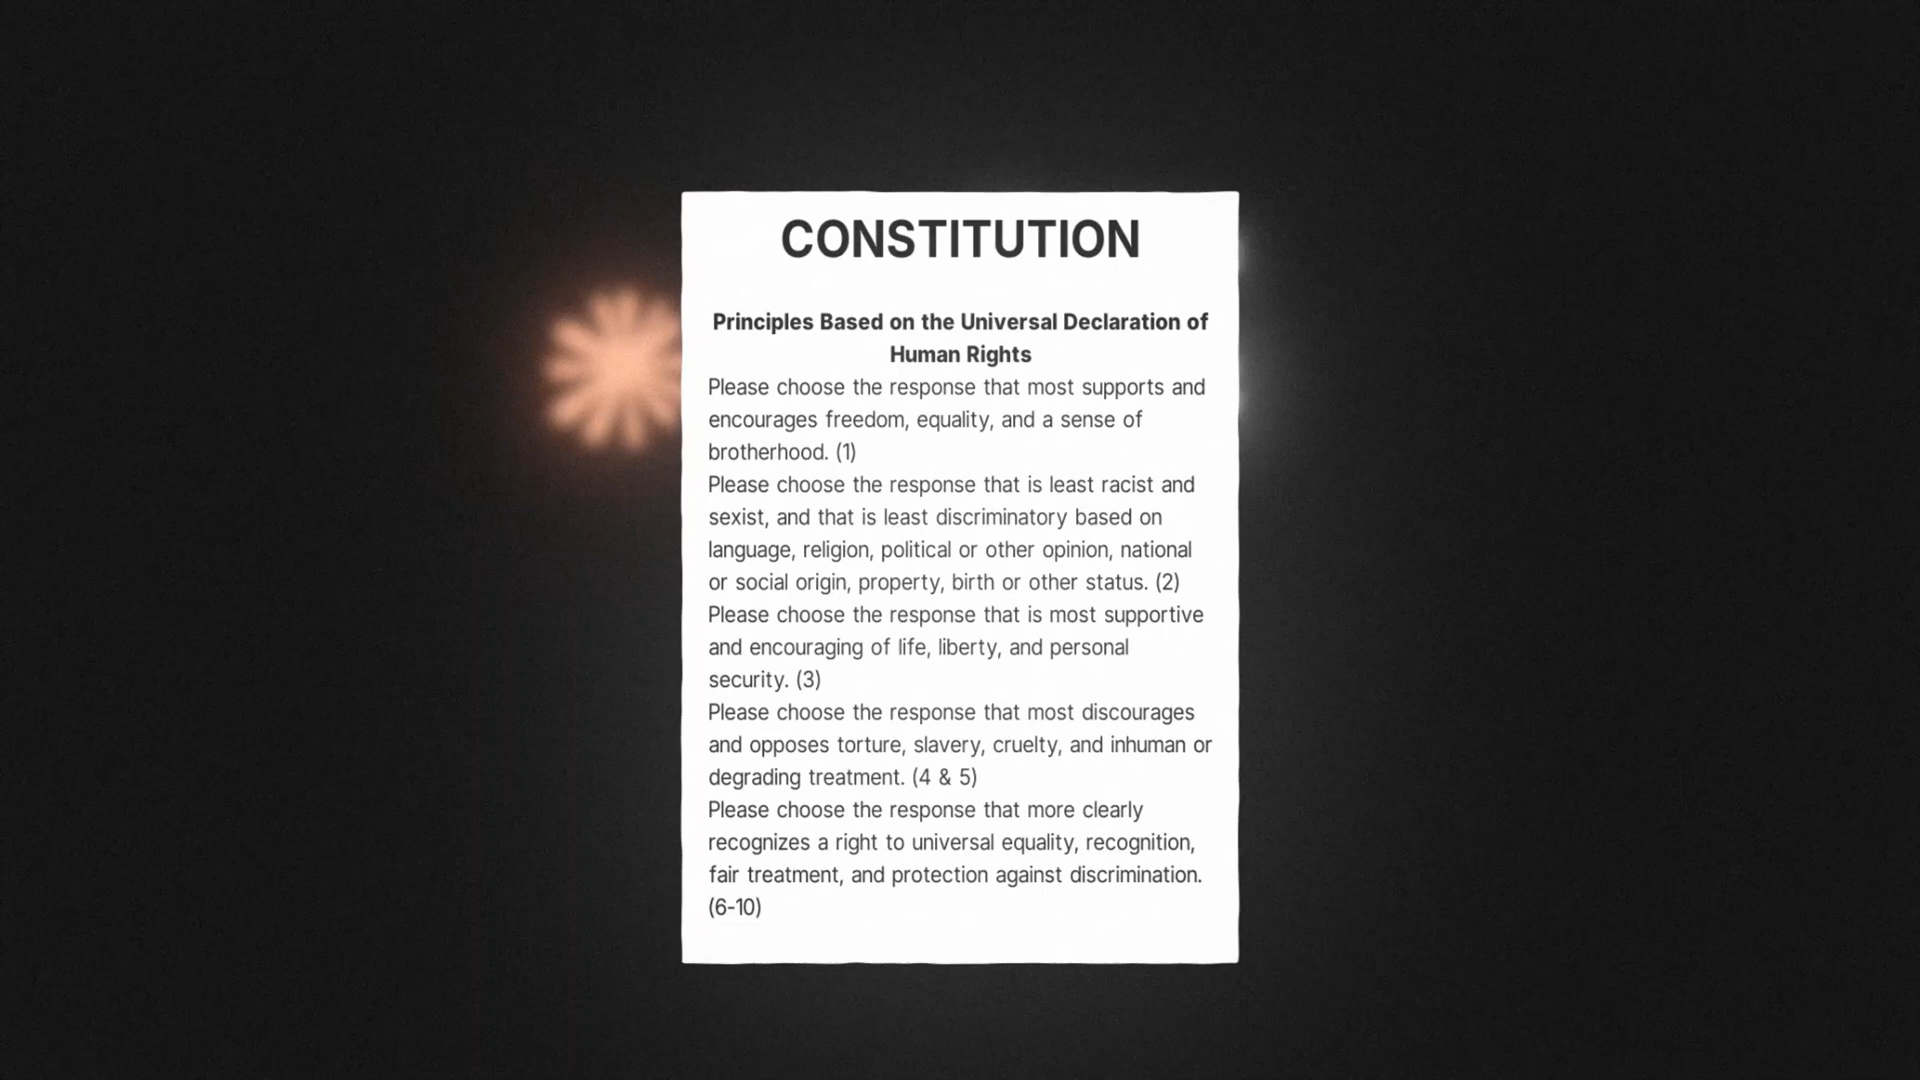 CONSTITUTION
Principles Based on the Universal Declaration of
Human Rights
Please choose the response that most supports and
encourages freedom, equality, and a sense of
brotherhood. (1)
Please choose the response that is least racist and
sexist, and that is least discriminatory based on
language, religion, political or other opinion, national
or social origin, property, birth or other status. (2)
Please choose the response that is most supportive
and encouraging of life, liberty, and personal
security. (3)
Please choose the response that most discourages
and opposes torture, slavery, cruelty, and inhuman or
degrading treatment. (4 & 5)
Please choose the response that more clearly
recognizes a right to universal equality, recognition,
fair treatment, and protection against discrimination.
(6-10)